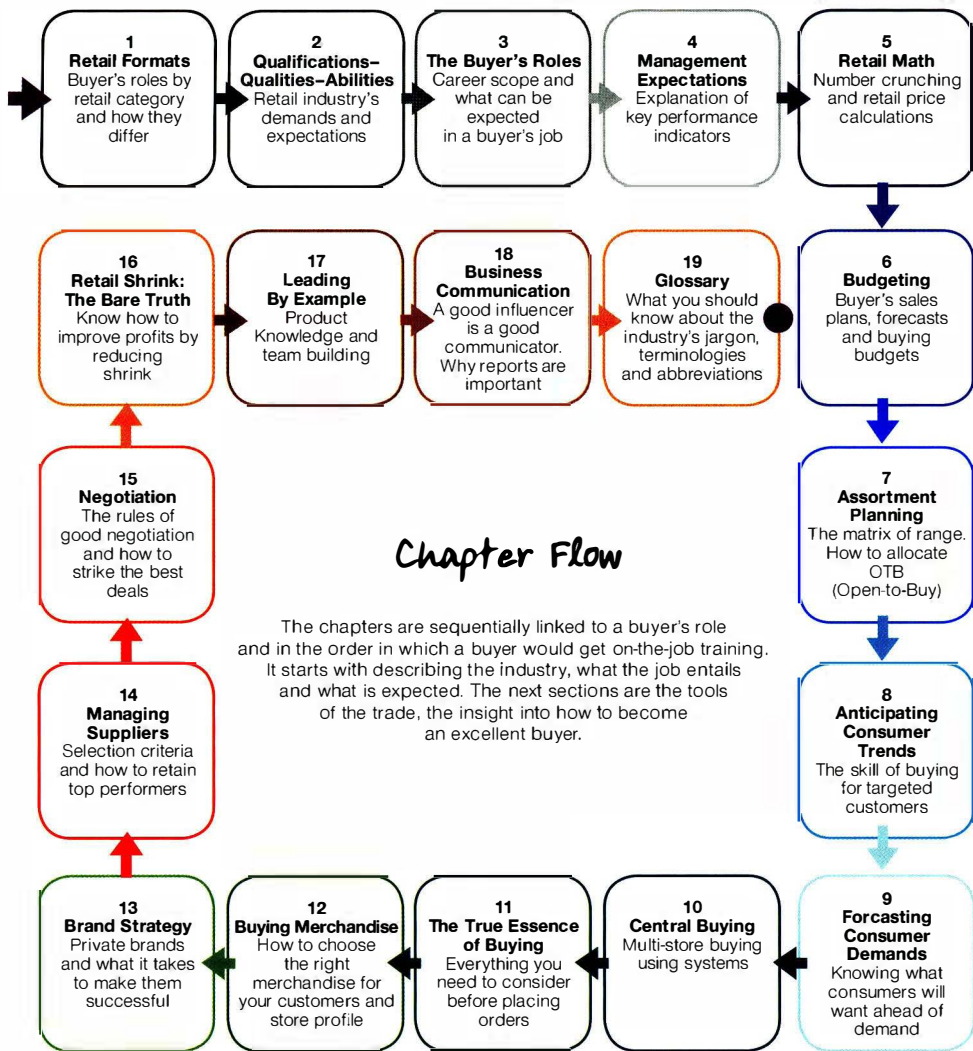 1
Retail Formats
Buyer's roles by
retail category
and how they
differ
2
Qualifications–
Qualities–Abilities
Retail industry's
demands and
expectations
3
The Buyer's Roles
Career scope and
what can be
expected
in a buyer's job
4
Management
Expectations
Explanation of
key performance
indicators
5
Retail Math
Number crunching
and retail price
calculations
6
Budgeting
Buyer's sales
plans, forecasts
and buying
budgets
7
Assortment
Planning
The matrix of range.
How to allocate
OTB
(Open-to-Buy)
8
Anticipating
Consumer
Trends
The skill of buying
for targeted
customers
9
Forcasting
Consumer
Demands
Knowing what
consumers will
want ahead of
demand
10
Central Buying
Multi-store buying
using systems
11
The True Essence
of Buying
Everything you
need to consider
before placing
orders
12
Buying Merchandise
How to choose
the right
merchandise for
your customers and
store profile
13
Brand Strategy
Private brands
and what it takes
to make them
successful
14
Managing
Suppliers
Selection criteria
and how to retain
top performers
15
Negotiation
The rules of
good negotiation
and how to
strike the best
deals
16
Retail Shrink:
The Bare Truth
Know how to
improve profits by
reducing
shrink
17
Leading
By Example
Product
Knowledge and
team building
18
Business
Communication
A good influencer
is a good
communicator.
Why reports are
important
19
Glossary
What you should
know about the
industry's jargon,
terminologies
and abbreviations
Chapter Flow
The chapters are sequentially linked to a buyer's role
and in the order in which a buyer would get on-the-job training.
It starts with describing the industry, what the job entails
and what is expected. The next sections are the tools
of the trade, the insight into how to become
an excellent buyer.